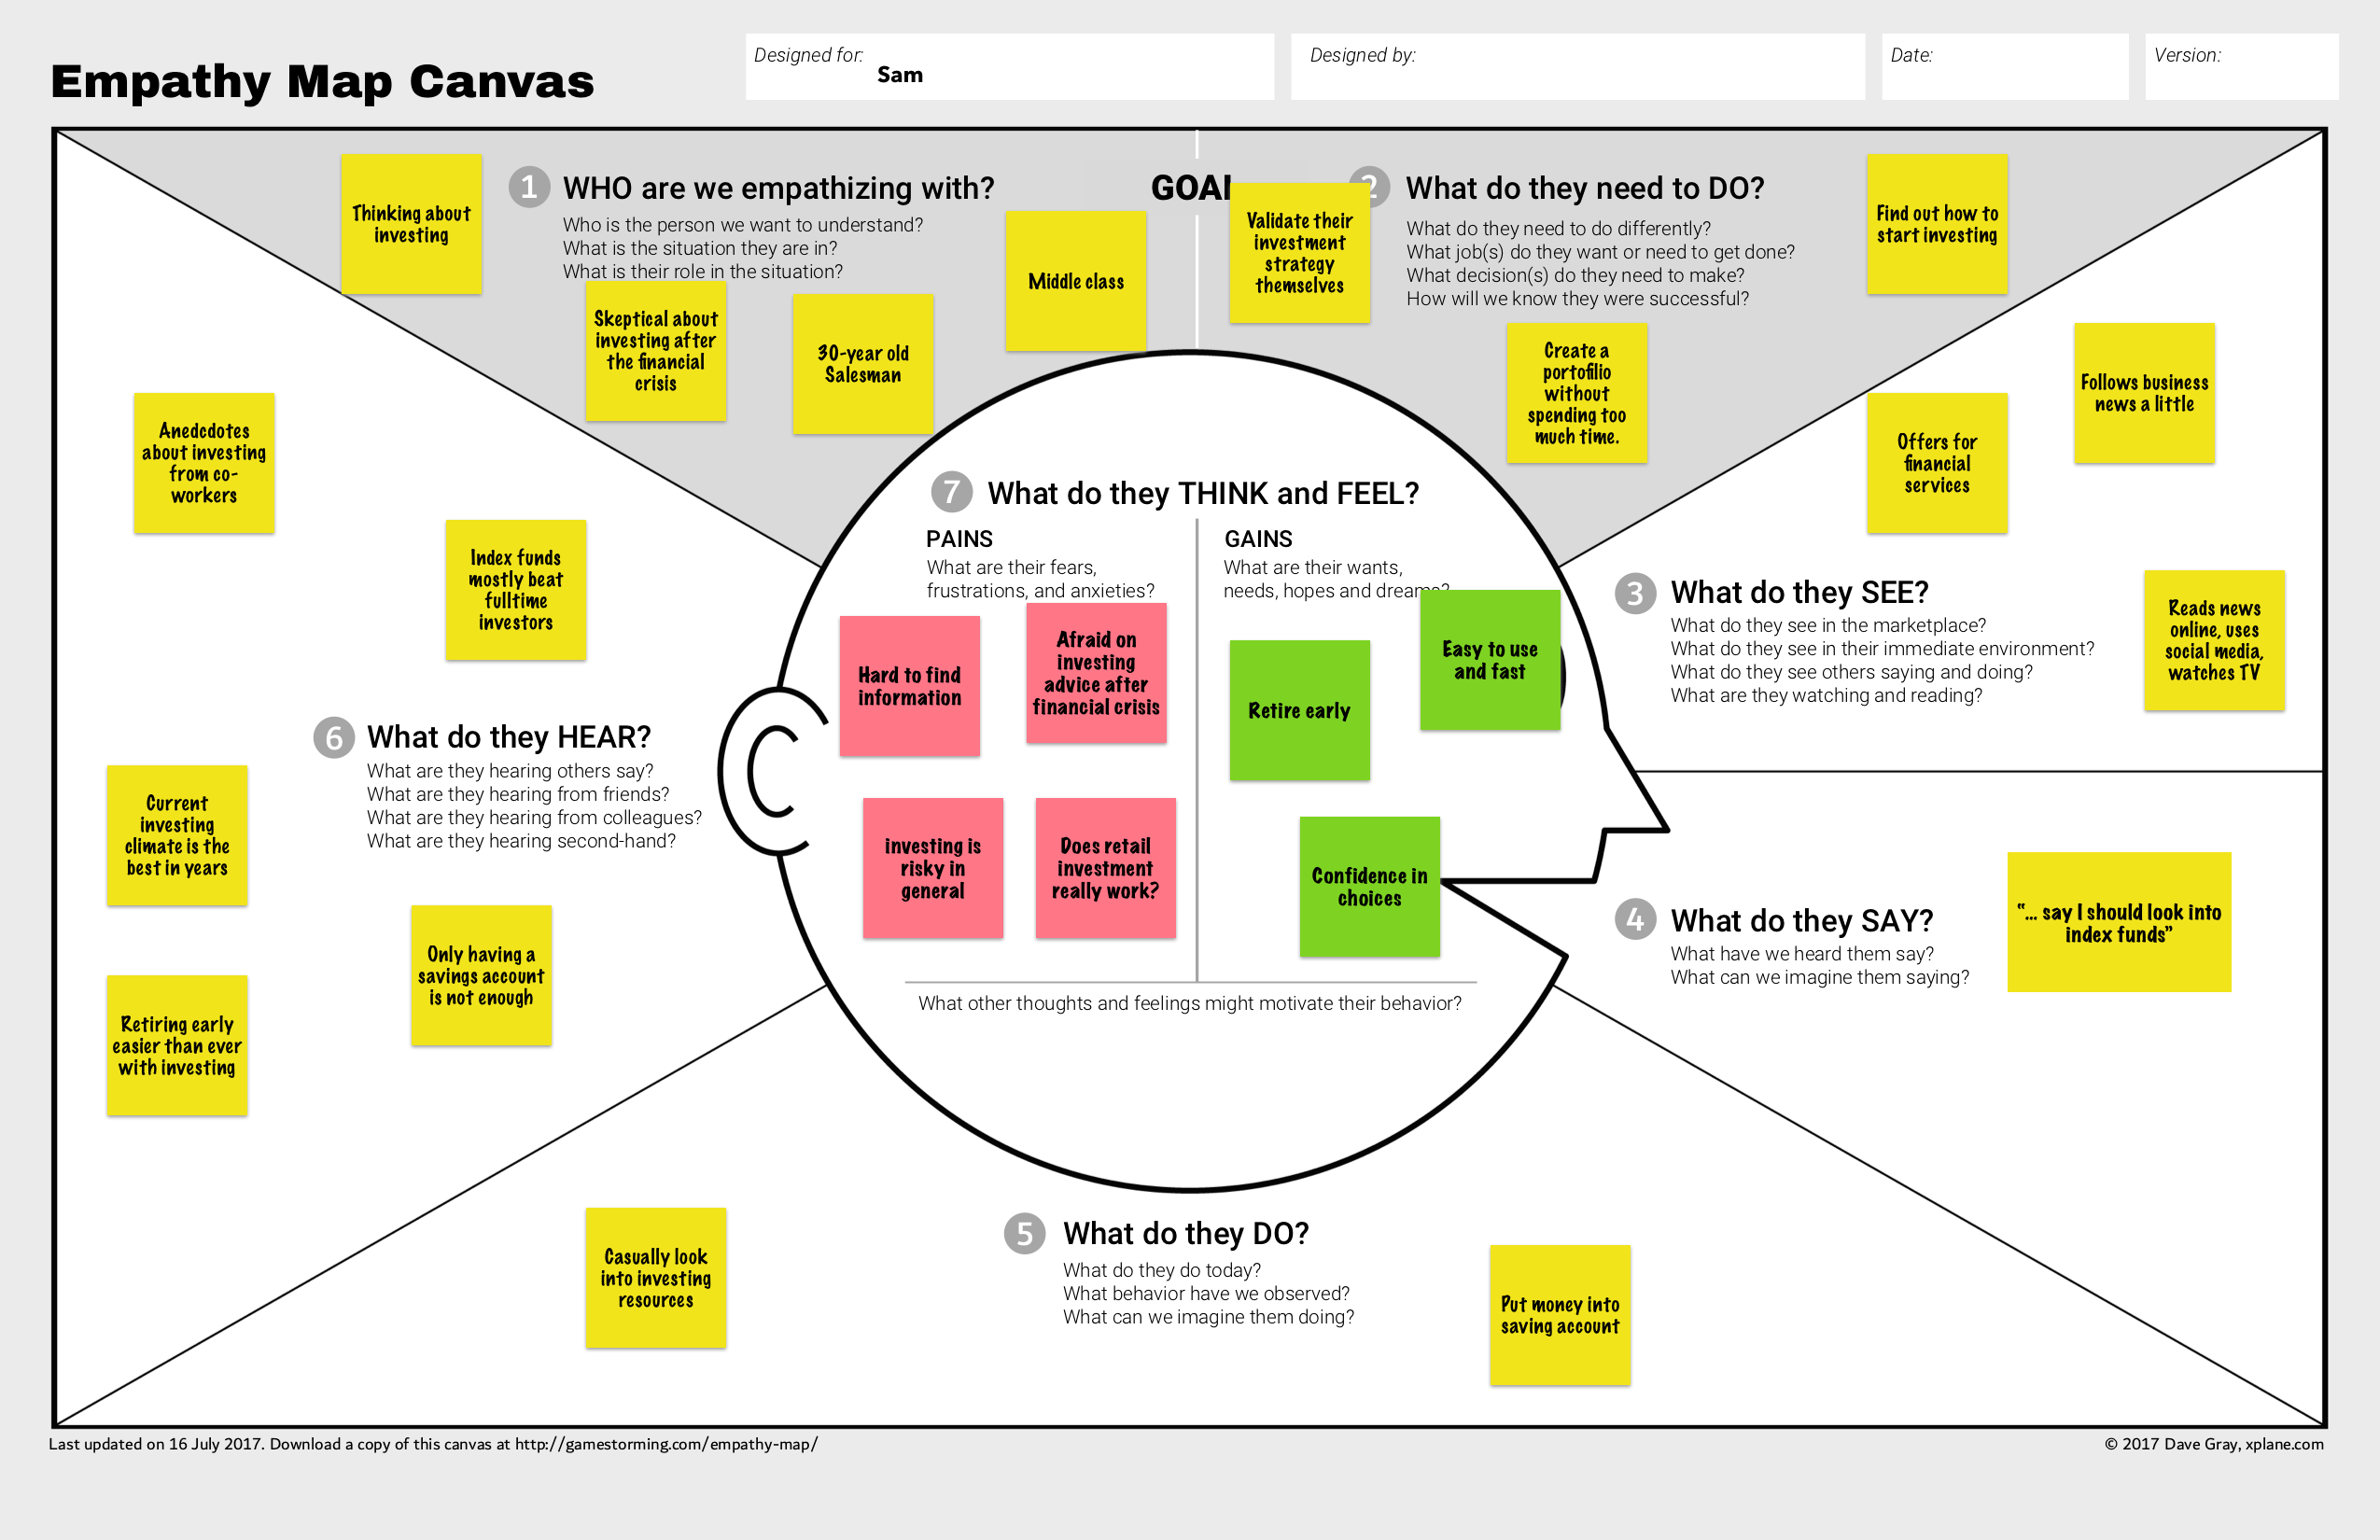 Empathy Map Canvas
Designed for:
Sam
Designed by:
Date:
Version:
GOAL
1 WHO are we empathizing with?
Who is the person we want to understand?
What is the situation they are in?
What is their role in the situation?
Thinking about
investing
Skeptical about
investing after
the financial
crisis
30-year old
Salesman
Middle class
2 What do they need to DO?
What do they need to do differently?
What job(s) do they want or need to get done?
What decision(s) do they need to make?
How will we know they were successful?
Validate their
investment
strategy
themselves
Create a
portofilio
without
spending too
much time.
Find out how to
start investing
3 What do they SEE?
What do they see in the marketplace?
What do they see in their immediate environment?
What do they see others saying and doing?
What are they watching and reading?
Follows business
news a little
Offers for
financial
services
Reads news
online, uses
social media,
watches TV
4 What do they SAY?
What have we heard them say?
What can we imagine them saying?
“... say I should look into
index funds”
5 What do they DO?
What do they do today?
What behavior have we observed?
What can we imagine them doing?
Casually look
into investing
resources
Put money into
saving account
6 What do they HEAR?
What are they hearing others say?
What are they hearing from friends?
What are they hearing from colleagues?
What are they hearing second-hand?
Anedcdotes
about investing
from co-
workers
Index funds
mostly beat
fulltime
investors
Current
investing
climate is the
best in years
Only having a
savings account
is not enough
Retiring early
easier than ever
with investing
7 What do they THINK and FEEL?
PAINS
What are their fears,
frustrations, and anxieties?
Hard to find
information
Afraid on
investing
advice after
financial crisis
investing is
risky in
general
Does retail
investment
really work?
GAINS
What are their wants,
needs, hopes and dreams?
Retire early
Easy to use
and fast
Confidence in
choices
What other thoughts and feelings might motivate their behavior?
Last updated on 16 July 2017. Download a copy of this canvas at http://gamestorming.com/empathy-map/
© 2017 Dave Gray, xplane.com